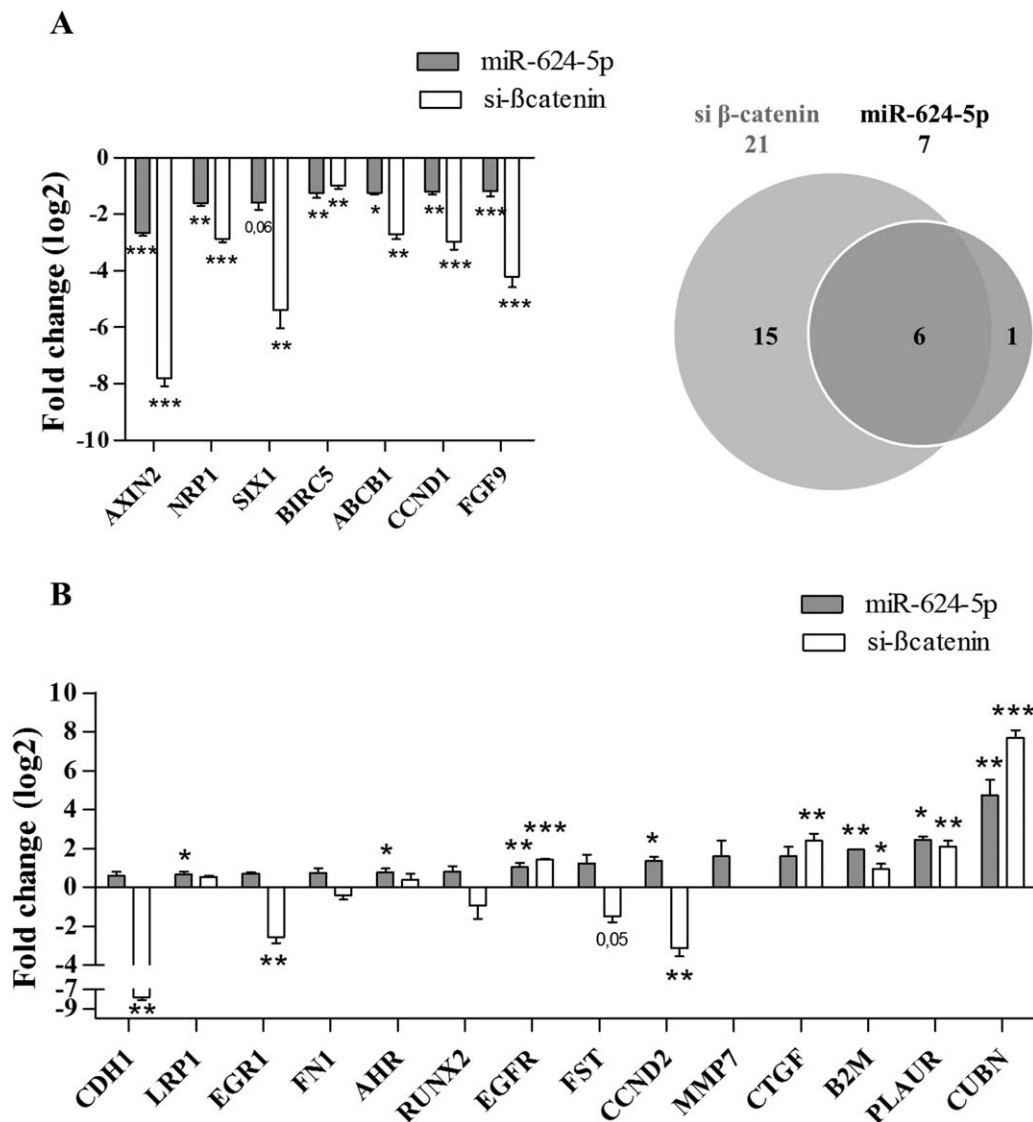 A
miR-624-5p
si-ßcatenin
Fold change (log2)
0
-2
-4
-6
-8
-10
*** ***
** ***
0,06 **
** **
* **
** ***
*** ***
AXIN2
NRP1
SIX1
BIRC5
ABCB1
CCND1
FGF9
si β-catenin
21
miR-624-5p
7
15
6
1
B
miR-624-5p
si-ßcatenin
Fold change (log2)
10
8
6
4
2
0
-2
-4
-7
-9
**
*
**
*
** ***
0,05
* **
**
** *
* **
** ***
CDH1
LRP1
EGR1
FN1
AHR
RUNX2
EGFR
FST
CCND2
MMP7
CTGF
B2M
PLAUR
CUBN